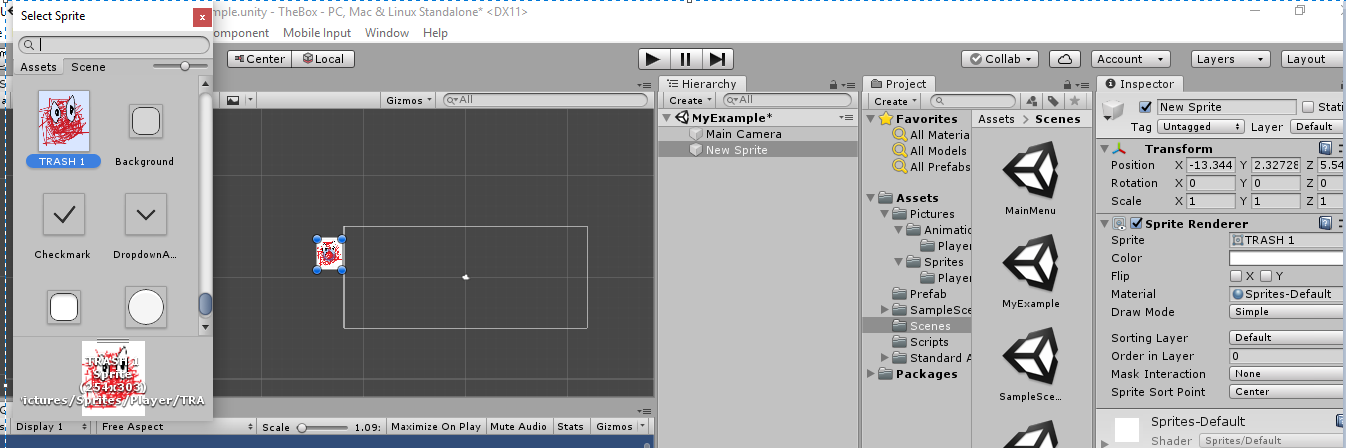 Select Sprite
x
mple.unity - TheBox - PC, Mac & Linux Standalone* <DX11>
omponent Mobile Input Window Help
Assets Scene
TRASH 1
Background
Checkmark
DropdownA...
TRASH 1
Sprite
(254x303)
ictures/Sprites/Player/TRA
Center Local
Collab Account Layers Layout
Gizmos All
Display 1 Free Aspect Scale 1.09: Maximize On Play Mute Audio Stats Gizmos
Hierarchy
Create All
MyExample*
Main Camera
New Sprite
Project
Create
Favorites
All Materia
All Models
All Prefabs
Assets
Pictures
Animatio
Player
Sprites
Player
Prefab
SampleSce
Scenes
Scripts
Standard A
Packages
Assets > Scenes
MainMenu
MyExample
SampleSce...
Inspector
New Sprite Stati
Tag Untagged Layer Default
Transform
Position X -13.344 Y 2.32728 Z 5.54
Rotation X 0 Y 0 Z 0
Scale X 1 Y 1 Z 1
Sprite Renderer
Sprite TRASH 1
Color
Flip X Y
Material Sprites-Default
Draw Mode Simple
Sorting Layer Default
Order in Layer 0
Mask Interaction None
Sprite Sort Point Center
Sprites-Default
Shader Sprites/Default